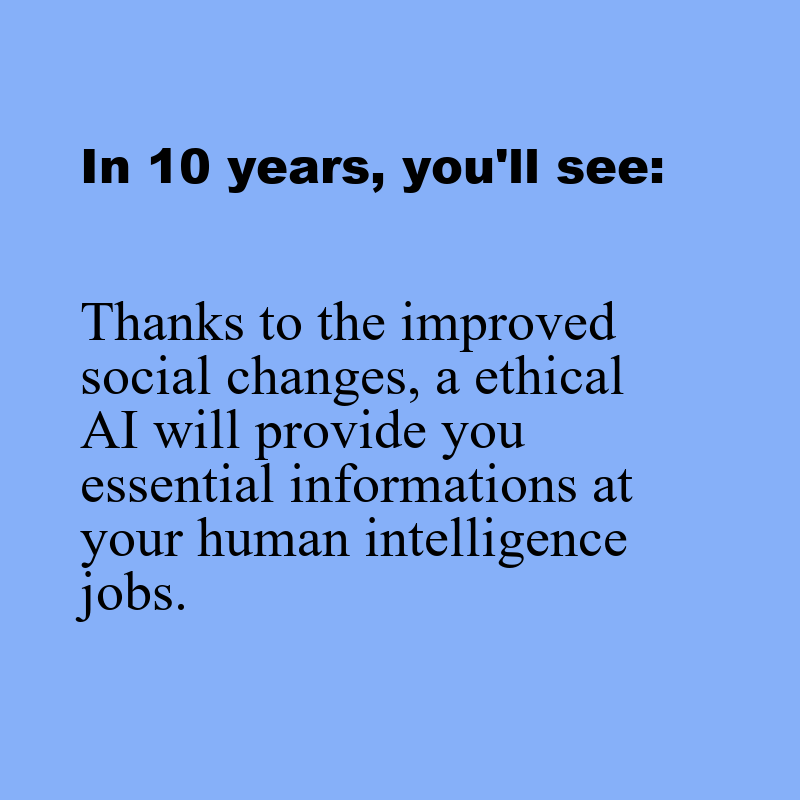 In 10 years, you'll see:
Thanks to the improved
social changes, a ethical
AI will provide you
essential informations at
your human intelligence
jobs.